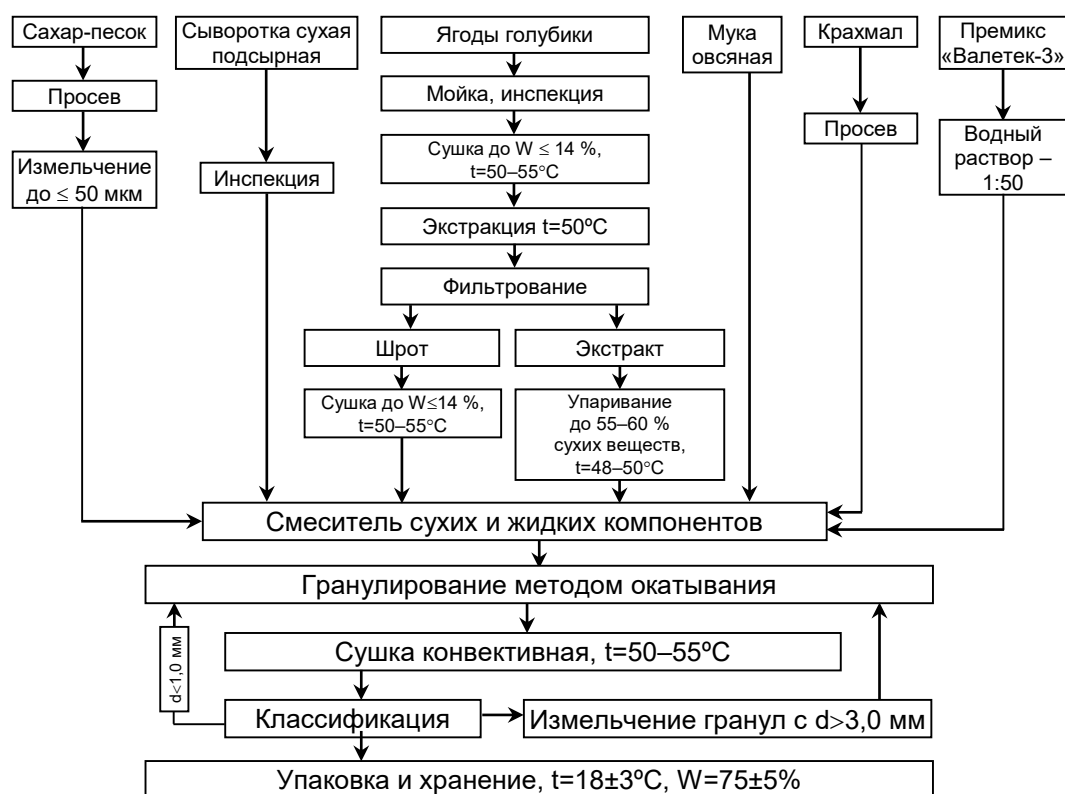 Сахар-песок
Сыворотка сухая
подсырная
Ягоды голубики
Мука
овсяная
Крахмал
Премикс
«Валетек-3»
Просев
Мойка, инспекция
Просев
Водный
раствор –
1:50
Измельчение
до ≤ 50 мкм
Инспекция
Сушка до W ≤ 14 %,
t=50–55°C
Экстракция t=50ºC
Фильтрование
Шрот
Экстракт
Сушка до W≤14 %,
t=50–55°C
Упаривание
до 55–60 %
сухих веществ,
t=48–50°C
Смеситель сухих и жидких компонентов
Гранулирование методом окатывания
d<1,0 мм
Сушка конвективная, t=50–55ºC
Классификация
Измельчение гранул с d>3,0 мм
Упаковка и хранение, t=18±3ºC, W=75±5%